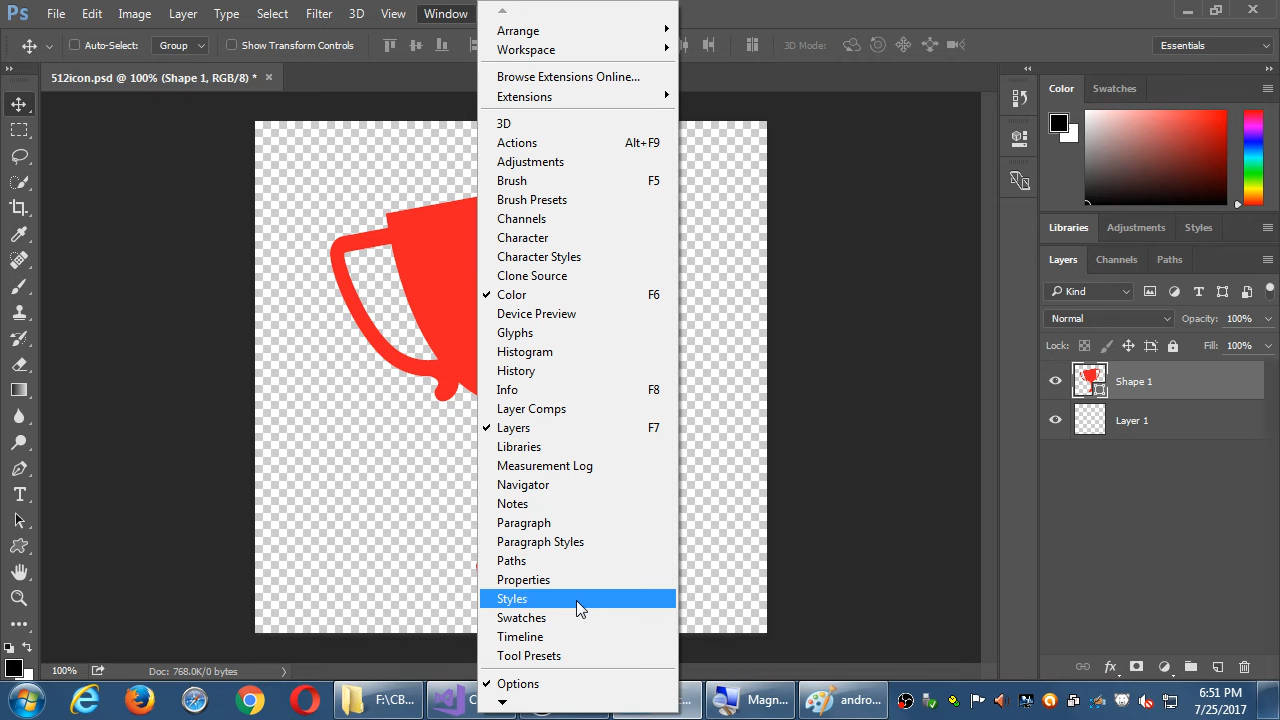 Ps File Edit Image Layer Type Select Filter 3D View Window
Auto-Select: Group Show Transform Controls 3D Mode: Essentials
512icon.psd @ 100% (Shape 1, RGB/8) * ×
Arrange
Workspace
Browse Extensions Online...
Extensions
3D
Actions Alt+F9
Adjustments
Brush F5
Brush Presets
Channels
Character
Character Styles
Clone Source
Color F6
Device Preview
Glyphs
Histogram
History
Info F8
Layer Comps
Layers F7
Libraries
Measurement Log
Navigator
Notes
Paragraph
Paragraph Styles
Paths
Properties
Styles
Swatches
Timeline
Tool Presets
Options
Color Swatches
Libraries Adjustments Styles
Layers Channels Paths
Kind
Normal Opacity: 100%
Lock: Fill: 100%
Shape 1
Layer 1
fx
100% Doc: 768.0K/0 bytes
F:\CB... Magn... andro...
6:51 PM
7/25/2017